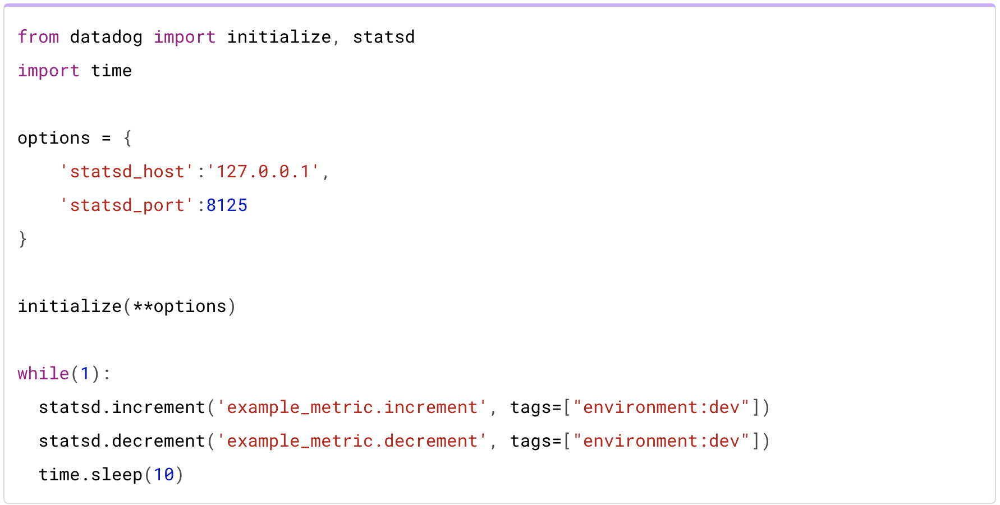 from datadog import initialize, statsd
import time
options = {
    'statsd_host':'127.0.0.1',
    'statsd_port':8125
}
initialize(**options)
while(1):
  statsd.increment('example_metric.increment', tags=["environment:dev"])
  statsd.decrement('example_metric.decrement', tags=["environment:dev"])
  time.sleep(10)